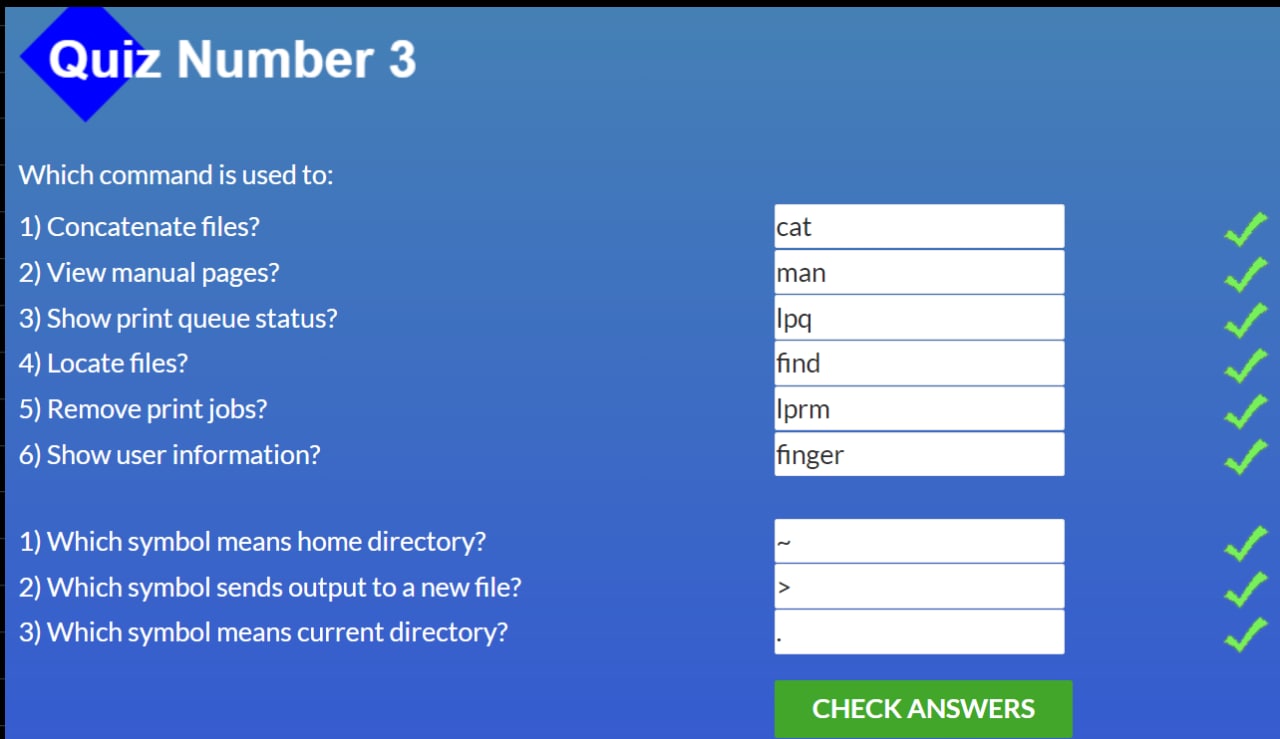 Quiz Number 3
Which command is used to:
1) Concatenate files? cat
2) View manual pages? man
3) Show print queue status? lpq
4) Locate files? find
5) Remove print jobs? lprm
6) Show user information? finger
1) Which symbol means home directory? ~
2) Which symbol sends output to a new file? >
3) Which symbol means current directory? .
CHECK ANSWERS